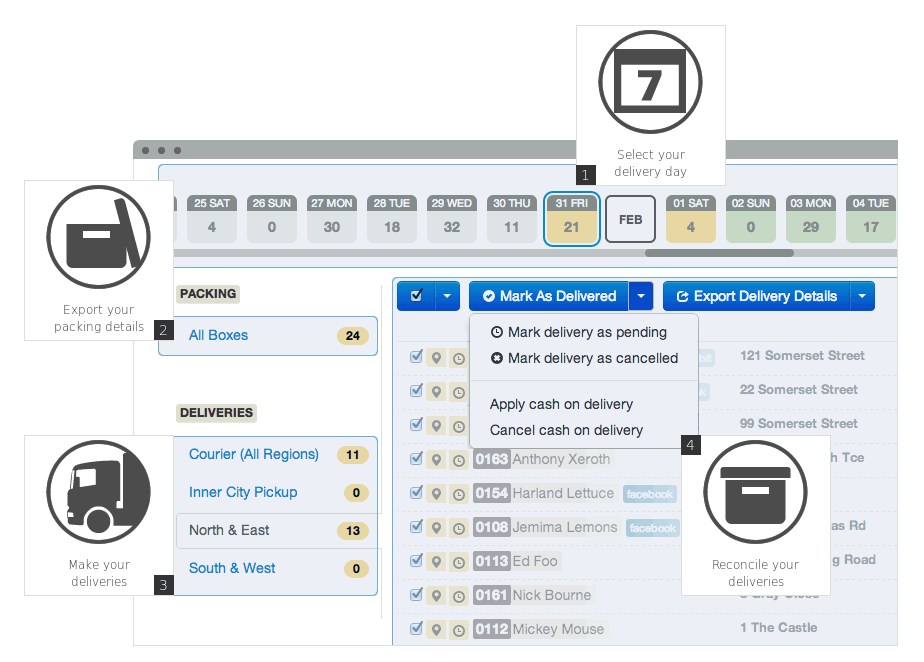 7
Select your
delivery day
1
25 SAT
4
26 SUN
0
27 MON
30
28 TUE
18
29 WED
32
30 THU
11
31 FRI
21
FEB
01 SAT
4
02 SUN
0
03 MON
29
04 TUE
17
Export your
packing details
2
PACKING
All Boxes 24
DELIVERIES
Courier (All Regions) 11
Inner City Pickup 0
North & East 13
South & West 0
Make your
deliveries
3
Mark As Delivered
Export Delivery Details
Mark delivery as pending
Mark delivery as cancelled
Apply cash on delivery
Cancel cash on delivery
121 Somerset Street
22 Somerset Street
99 Somerset Street
0163 Anthony Xeroth
Tce
0154 Harland Lettuce facebook
0108 Jemima Lemons facebook
Rd
0113 Ed Foo
Road
0161 Nick Bourne
0112 Mickey Mouse 1 The Castle
4
Reconcile your
deliveries